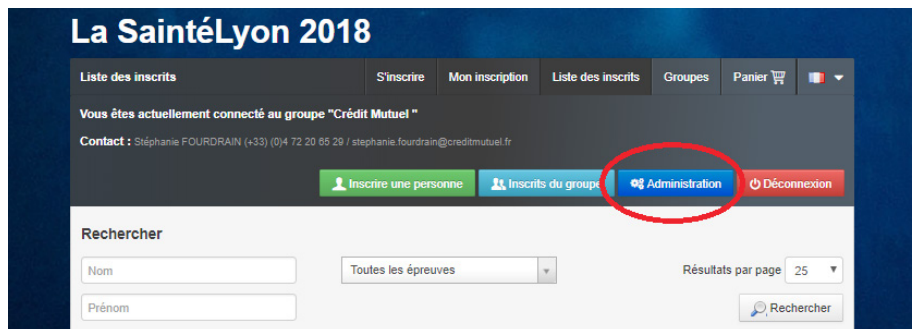 La SaintéLyon 2018
Liste des inscrits S'inscrire Mon inscription Liste des inscrits Groupes Panier
Vous êtes actuellement connecté au groupe "Crédit Mutuel "
Contact : Stéphanie FOURDRAIN (+33) (0)4 72 20 65 29 / stephanie.fourdrain@creditmutuel.fr
Inscrire une personne Inscrits du groupe Administration Déconnexion
Rechercher
Nom Toutes les épreuves Résultats par page 25
Prénom Rechercher